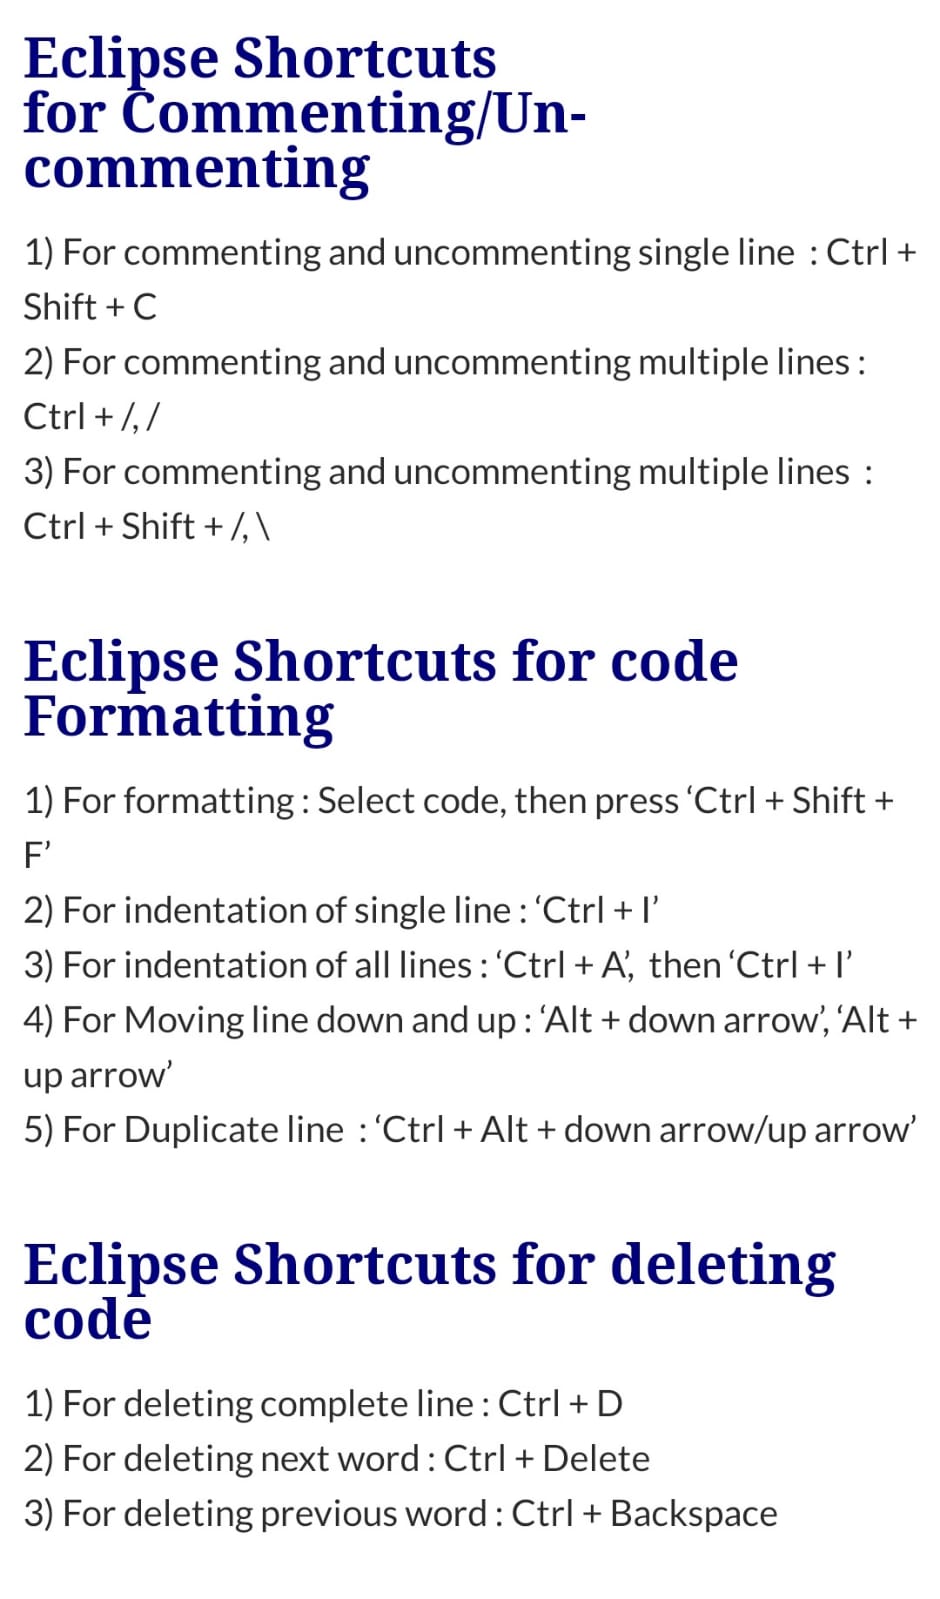 Eclipse Shortcuts
for Commenting/Un-
commenting
1) For commenting and uncommenting single line : Ctrl +
Shift + C
2) For commenting and uncommenting multiple lines :
Ctrl + /, /
3) For commenting and uncommenting multiple lines :
Ctrl + Shift + /, \
Eclipse Shortcuts for code
Formatting
1) For formatting : Select code, then press ‘Ctrl + Shift +
F’
2) For indentation of single line : ‘Ctrl + I’
3) For indentation of all lines : ‘Ctrl + A’, then ‘Ctrl + I’
4) For Moving line down and up : ‘Alt + down arrow’, ‘Alt +
up arrow’
5) For Duplicate line : ‘Ctrl + Alt + down arrow/up arrow’
Eclipse Shortcuts for deleting
code
1) For deleting complete line : Ctrl + D
2) For deleting next word : Ctrl + Delete
3) For deleting previous word : Ctrl + Backspace